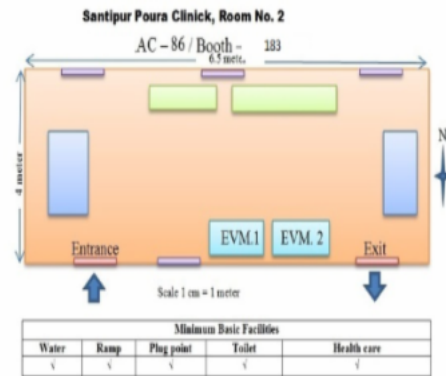 Santipur Poura Clinick, Room No. 2
AC – 86 / Booth – 183
6.5 mete.
4 meter
N
EVM.1 EVM. 2
Entrance Exit
Scale 1 cm = 1 meter
Minimum Basic Facilities
Water Ramp Plug point Toilet Health care
√ √ √ √ √